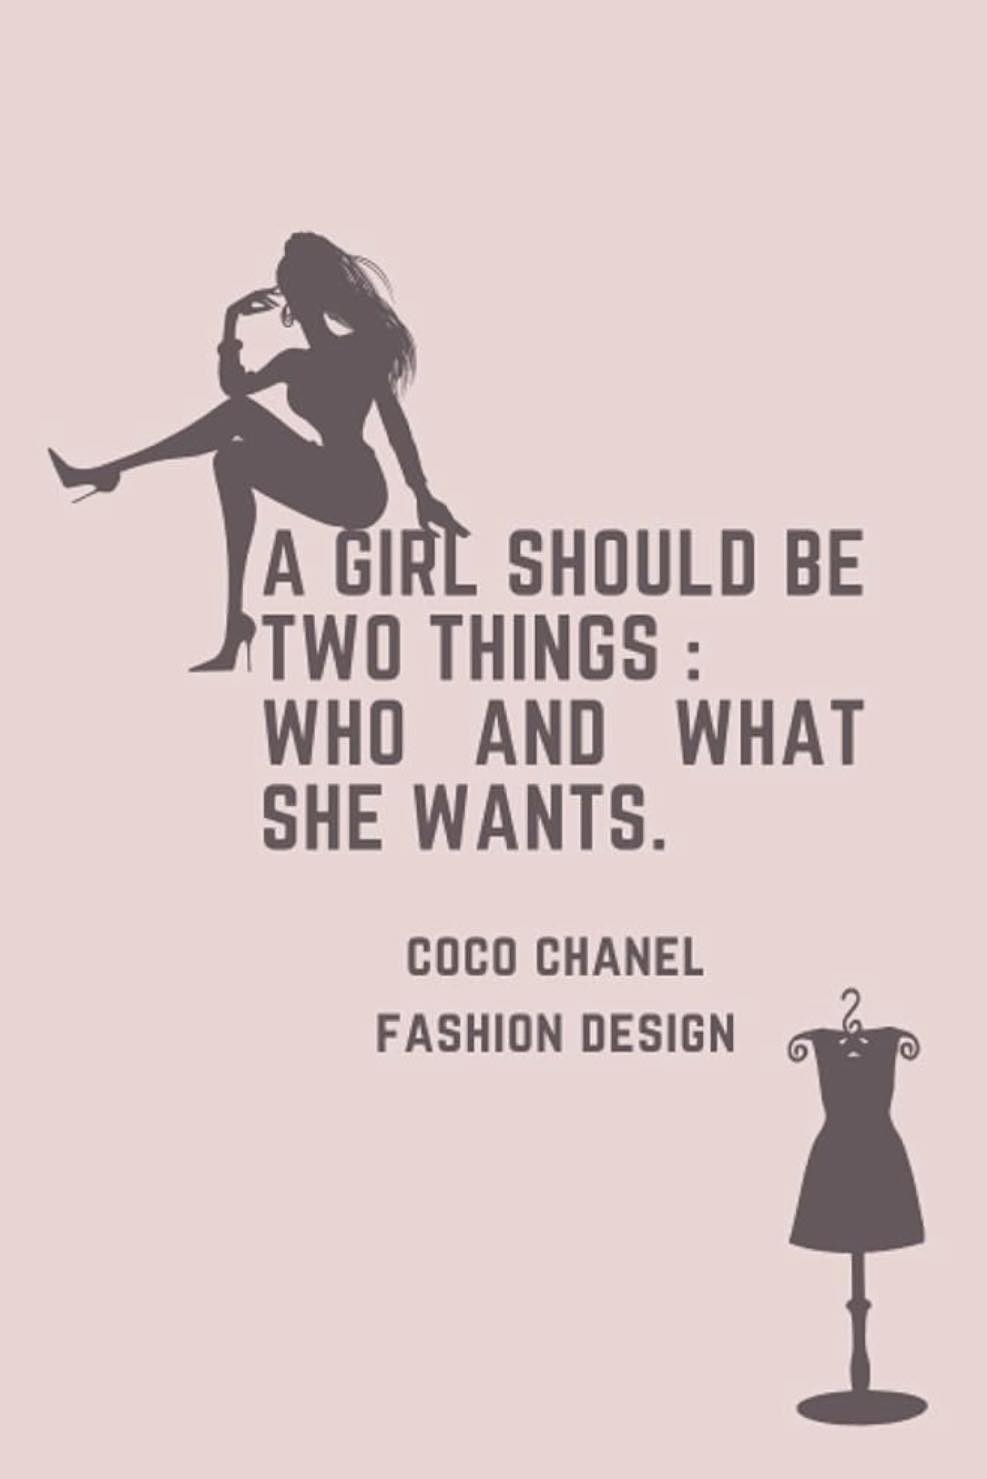 A GIRL SHOULD BE
TWO THINGS :
WHO AND WHAT
SHE WANTS.
COCO CHANEL
FASHION DESIGN